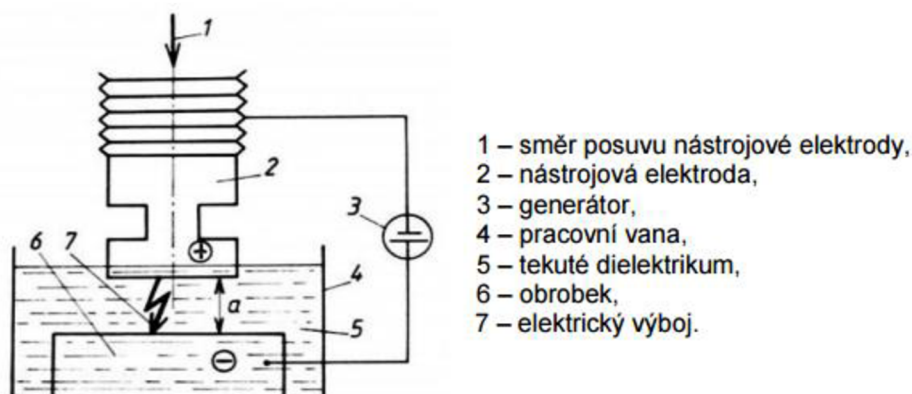 1
2
3
6
7
4
a
5
1 – směr posuvu nástrojové elektrody,
2 – nástrojová elektroda,
3 – generátor,
4 – pracovní vana,
5 – tekuté dielektrikum,
6 – obrobek,
7 – elektrický výboj.